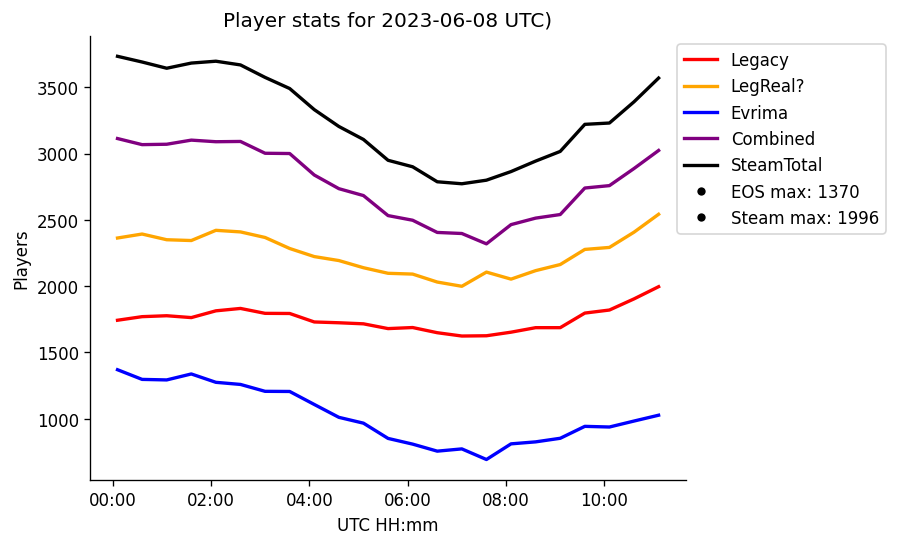 Player stats for 2023-06-08 UTC)
Legacy
LegReal?
Evrima
Combined
SteamTotal
EOS max: 1370
Steam max: 1996
Players
3500
3000
2500
2000
1500
1000
00:00 02:00 04:00 06:00 08:00 10:00
UTC HH:mm